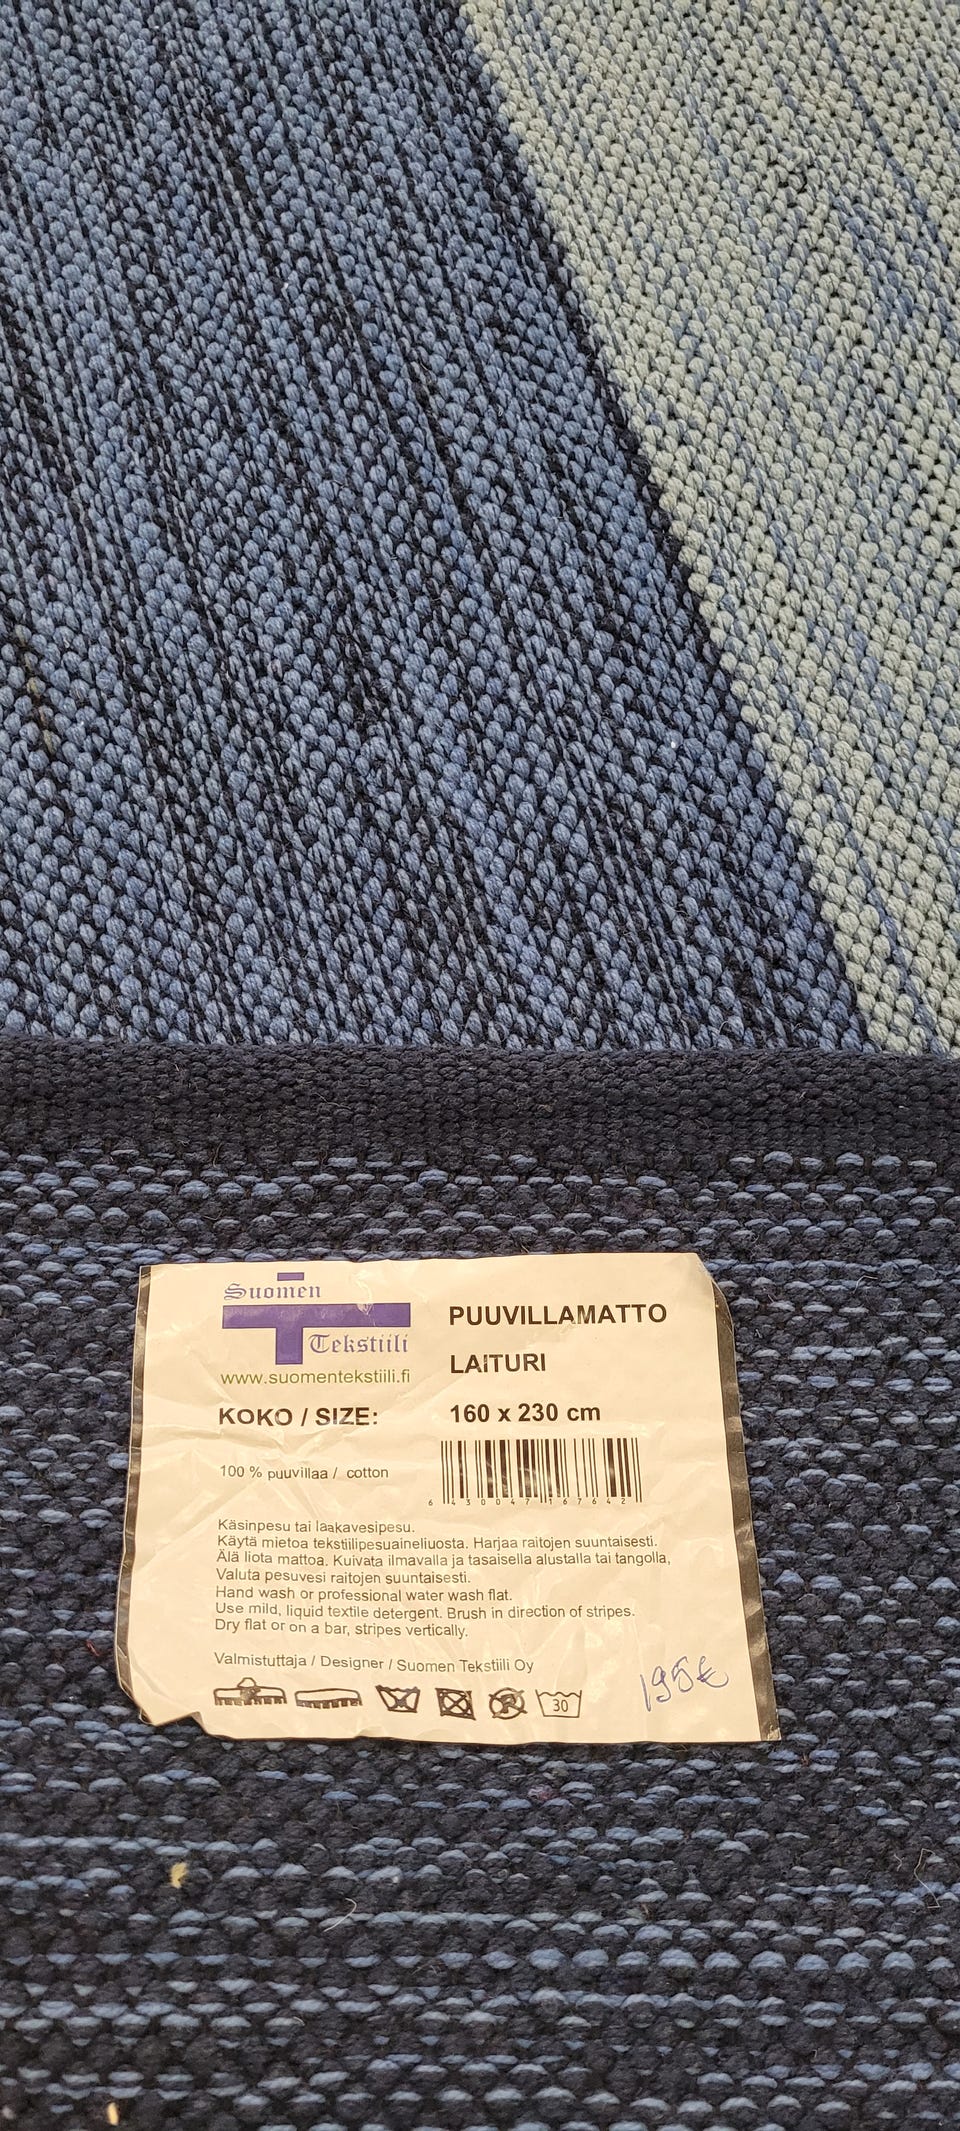 Suomen
Tekstiili
www.suomentekstiili.fi
PUUVILLAMATTO
LAITURI
KOKO / SIZE: 160 x 230 cm
100 % puuvillaa / cotton
6 430047 167642
Käsinpesu tai laakavesipesu.
Käytä mietoa tekstiilipesuaineliuosta. Harjaa raitojen suuntaisesti.
Älä liota mattoa. Kuivata ilmavalla ja tasaisella alustalla tai tangolla,
Valuta pesuvesi raitojen suuntaisesti.
Hand wash or professional water wash flat.
Use mild, liquid textile detergent. Brush in direction of stripes.
Dry flat or on a bar, stripes vertically.
Valmistuttaja / Designer / Suomen Tekstiili Oy
30
195€